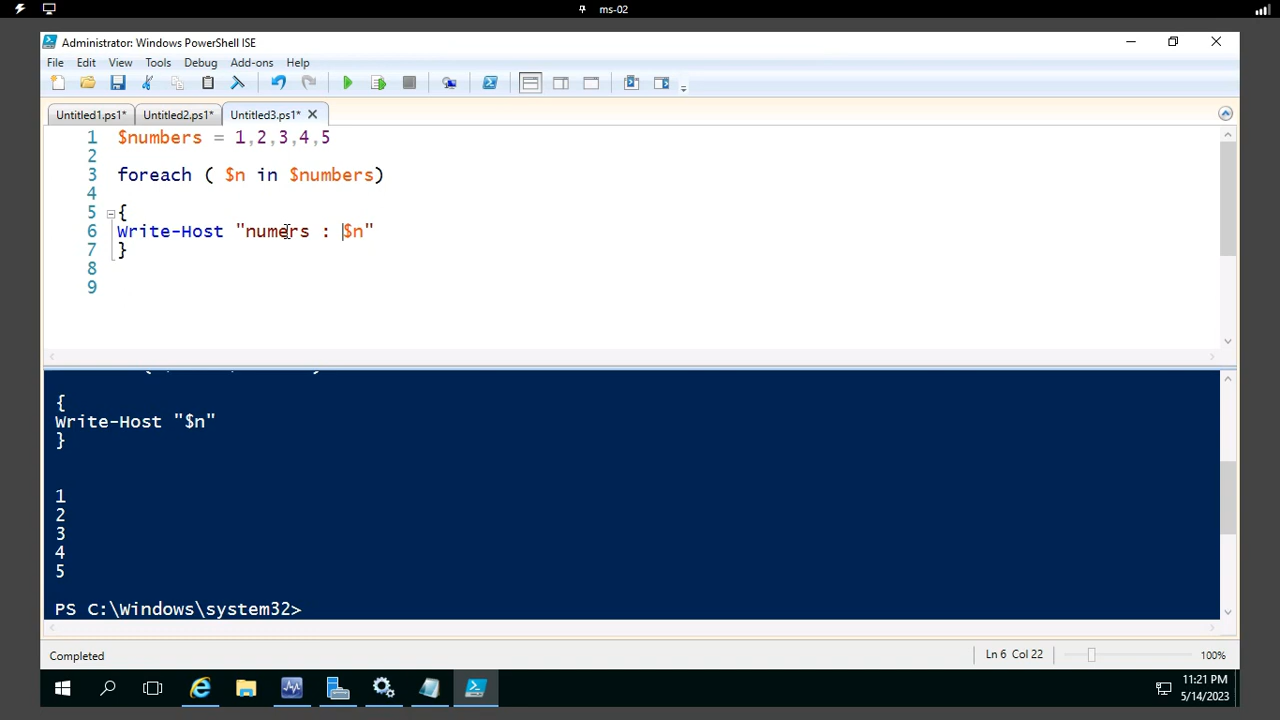 ms-02
Administrator: Windows PowerShell ISE
File Edit View Tools Debug Add-ons Help
Untitled1.ps1* Untitled2.ps1* Untitled3.ps1*
1 $numbers = 1,2,3,4,5
2
3 foreach ( $n in $numbers)
4
5 {
6 Write-Host "numers : $n"
7 }
8
9
{
Write-Host "$n"
}
1
2
3
4
5
PS C:\Windows\system32>
Completed Ln 6 Col 22 100%
11:21 PM
5/14/2023